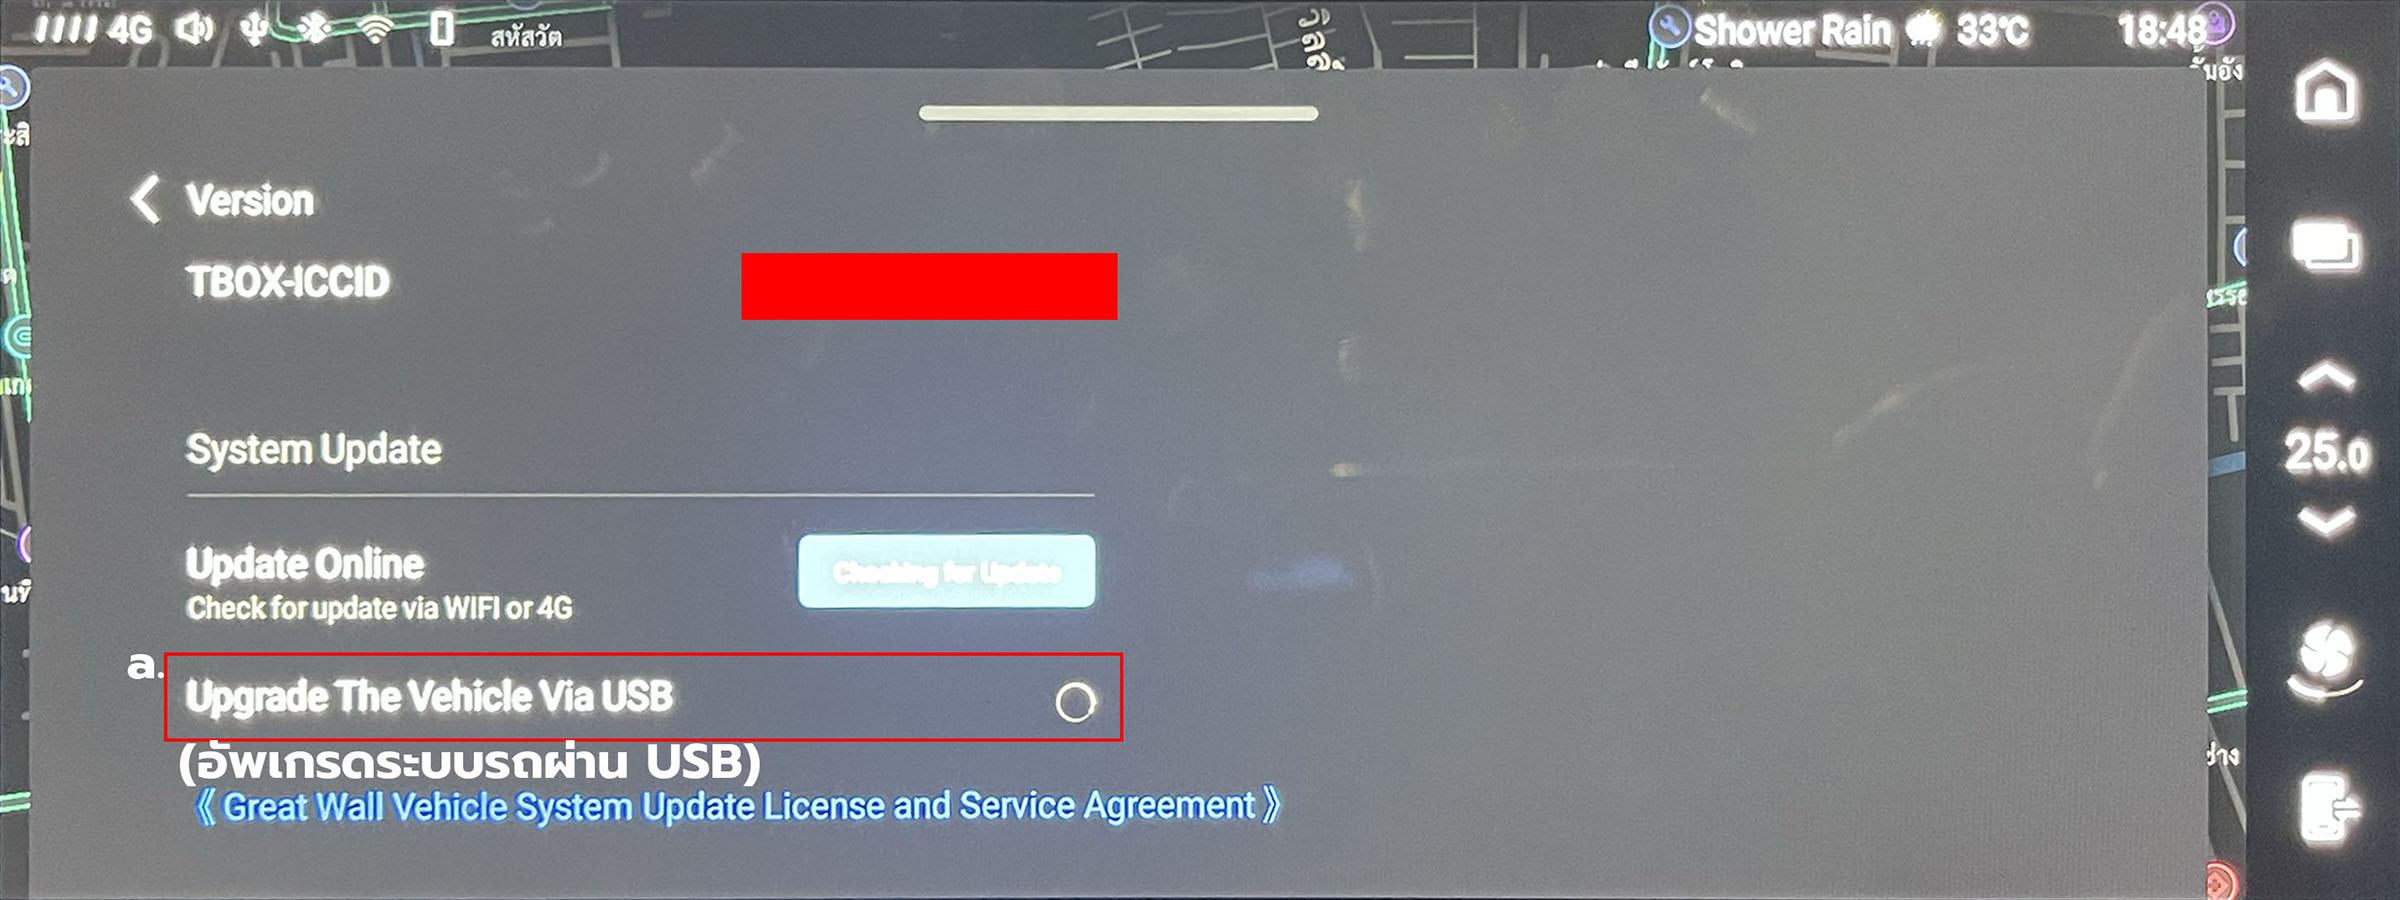 4G
สหัสวัต
Shower Rain 33℃ 18:48
Version
TBOX-ICCID
System Update
Update Online
Checking for Update
Check for update via WIFI or 4G
a.
Upgrade The Vehicle Via USB
(อัพเกรดระบบรถผ่าน USB)
《Great Wall Vehicle System Update License and Service Agreement》
25.0